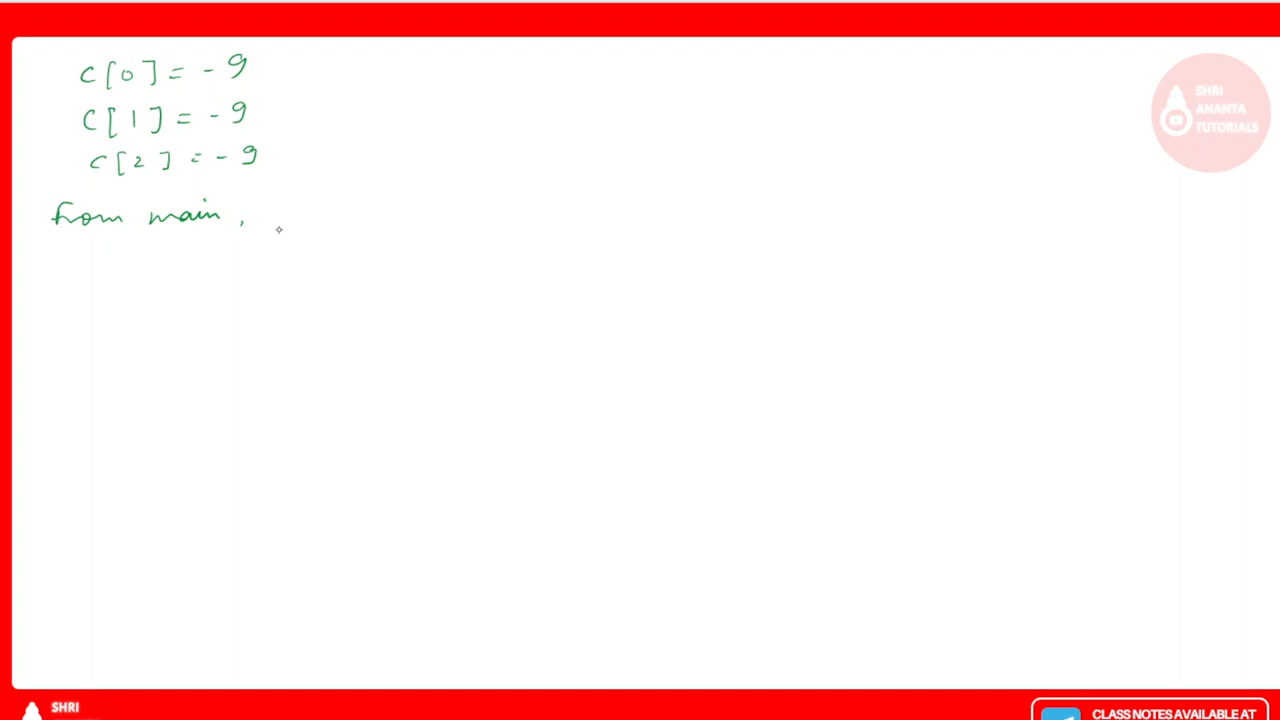 c[0] = - 9
c[1] = - 9
c[2] = - 9
from main,
SHRI
ANANTA
TUTORIALS
SHRI
CLASS NOTES AVAILABLE AT